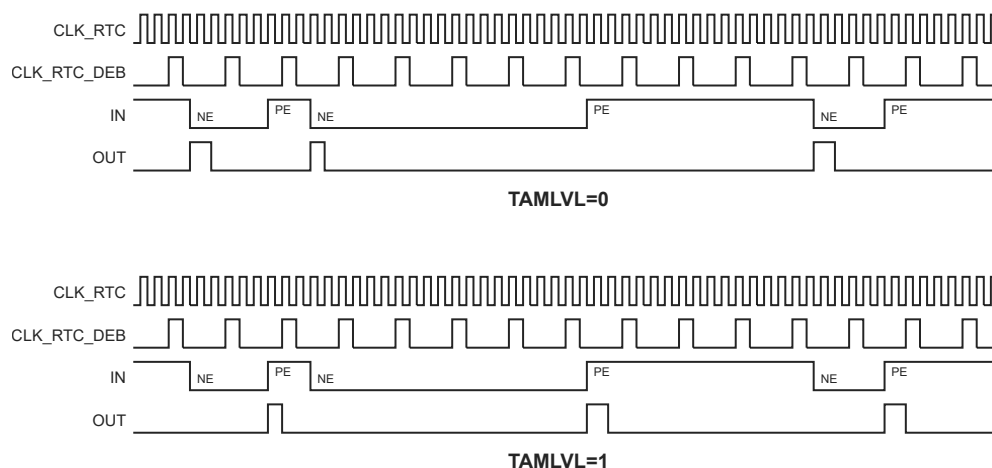 CLK_RTC
CLK_RTC_DEB
IN
NE
PE
NE
PE
NE
PE
OUT
TAMLVL=0
CLK_RTC
CLK_RTC_DEB
IN
NE
PE
NE
PE
NE
PE
OUT
TAMLVL=1